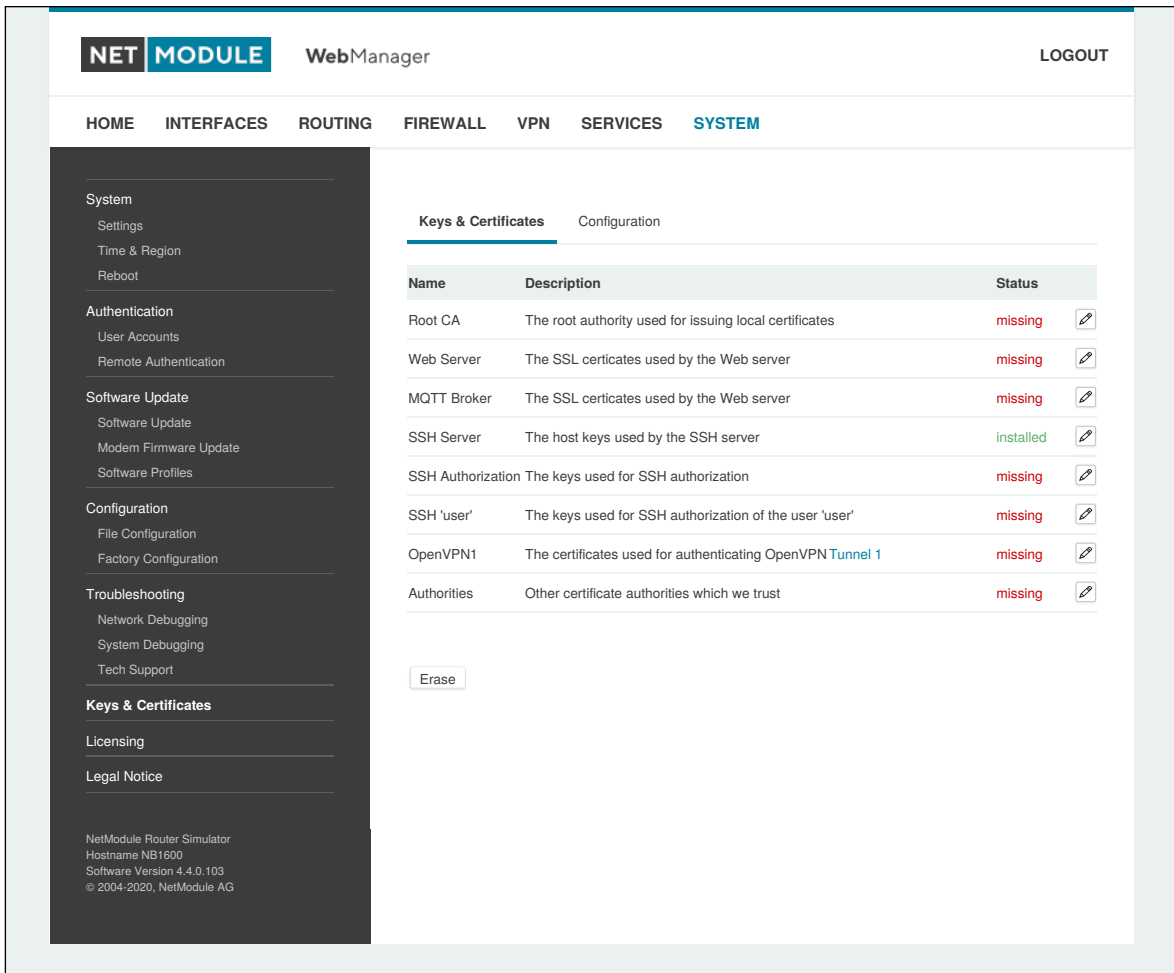 NET MODULE WebManager LOGOUT
HOME INTERFACES ROUTING FIREWALL VPN SERVICES SYSTEM
System
Settings
Time & Region
Reboot
Authentication
User Accounts
Remote Authentication
Software Update
Software Update
Modem Firmware Update
Software Profiles
Configuration
File Configuration
Factory Configuration
Troubleshooting
Network Debugging
System Debugging
Tech Support
Keys & Certificates
Licensing
Legal Notice
NetModule Router Simulator
Hostname NB1600
Software Version 4.4.0.103
© 2004-2020, NetModule AG
Keys & Certificates Configuration
Name Description Status
Root CA The root authority used for issuing local certificates missing
Web Server The SSL certicates used by the Web server missing
MQTT Broker The SSL certicates used by the Web server missing
SSH Server The host keys used by the SSH server installed
SSH Authorization The keys used for SSH authorization missing
SSH 'user' The keys used for SSH authorization of the user 'user' missing
OpenVPN1 The certificates used for authenticating OpenVPN Tunnel 1 missing
Authorities Other certificate authorities which we trust missing
Erase